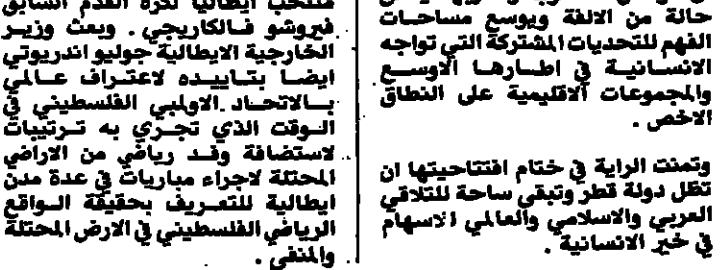 حالة من الالفة ويوسع مساحات
الفهم للتحديات المشتركة التي تواجه
الانسانية في اطارها الاوسع
والمجموعات الاقليمية على النطاق
الاخص .
وتمنت الراية في ختام افتتاحيتها ان
تظل دولة قطر وتبقى ساحة للتلاقي
العربي والاسلامي والعالمي الاسهام
في خير الانسانية .
منتخب ايطاليا لكرة القدم السابق
فيروشو فالكاريجي . وبعث وزير
الخارجية الايطالية جوليو اندريوتي
ايضا بتاييده لاعتراف عالمي
بالاتحاد الاولمبي الفلسطيني في
الوقت الذي تجري به ترتيبات
لاستضافة وفد رياضي من الاراضي
المحتلة لاجراء مباريات في عدة مدن
ايطالية للتعريف بحقيقة الواقع
الرياضي الفلسطيني في الارض المحتلة
والمنفى .